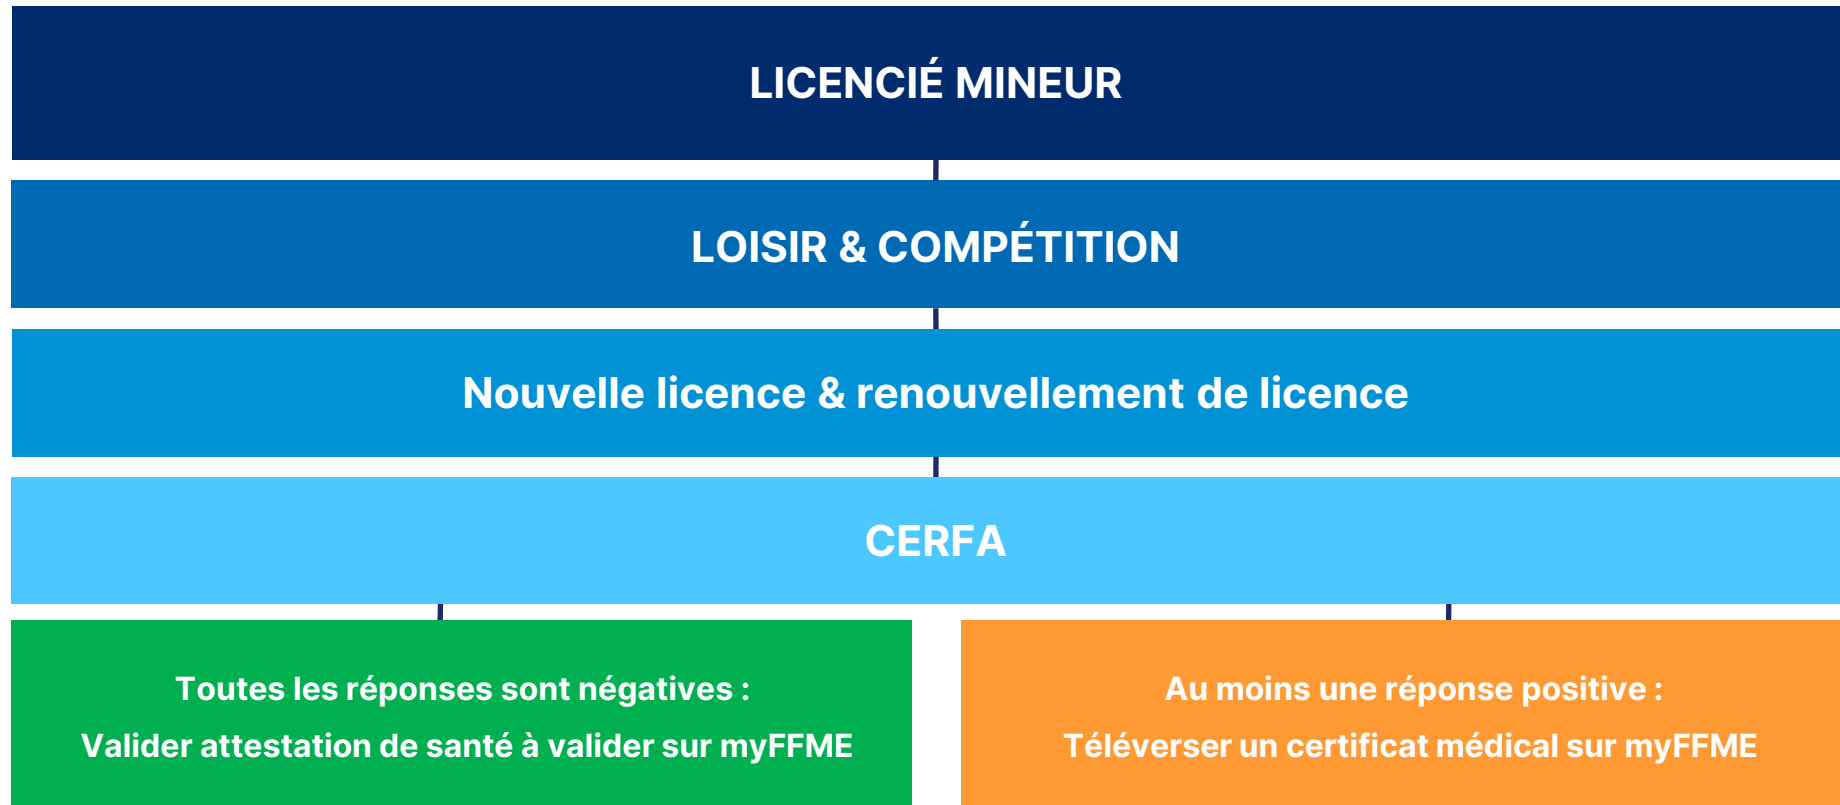 LICENCIÉ MINEUR
LOISIR & COMPÉTITION
Nouvelle licence & renouvellement de licence
CERFA
Toutes les réponses sont négatives :
Valider attestation de santé à valider sur myFFME
Au moins une réponse positive :
Téléverser un certificat médical sur myFFME